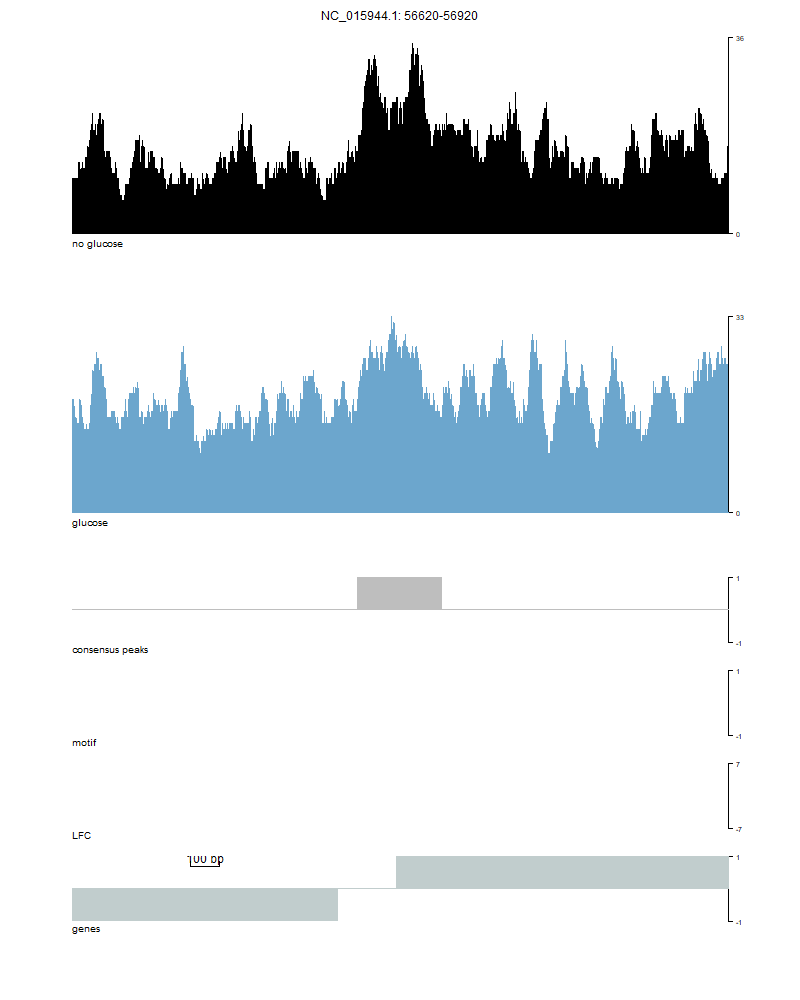 NC_015944.1: 56620-56920
36
0
no glucose
33
0
glucose
1
-1
consensus peaks
1
-1
motif
7
-7
LFC
100 bp
1
-1
genes